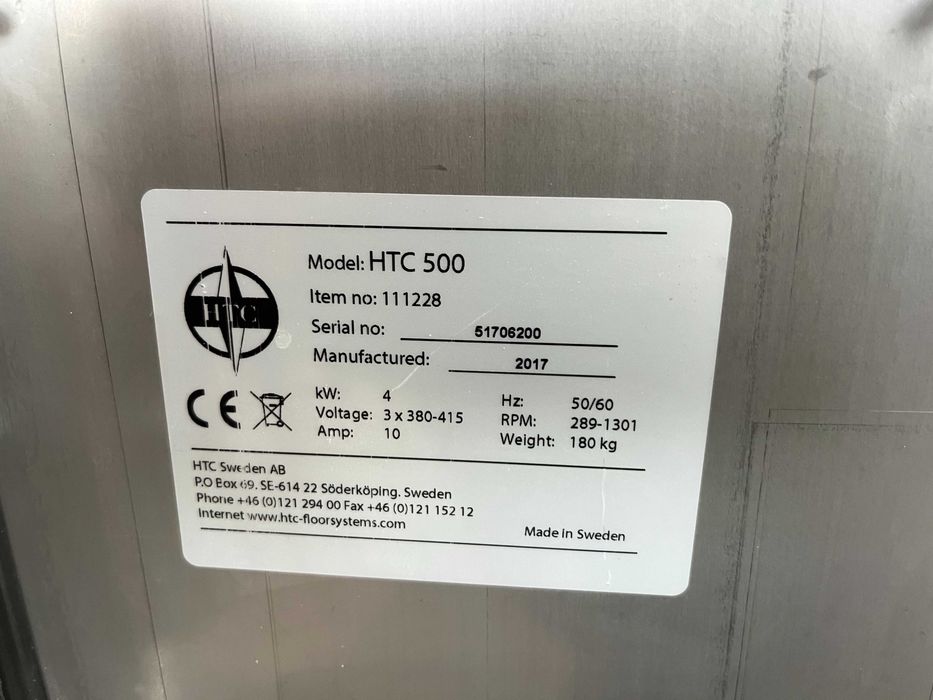 HTC
Model: HTC 500
Item no: 111228
Serial no: 51706200
Manufactured: 2017
CE
kW: 4 Hz: 50/60
Voltage: 3 x 380-415 RPM: 289-1301
Amp: 10 Weight: 180 kg
HTC Sweden AB
P.O Box 69. SE-614 22 Söderköping. Sweden
Phone +46 (0)121 294 00 Fax +46 (0)121 152 12
Internet www.htc-floorsystems.com
Made in Sweden